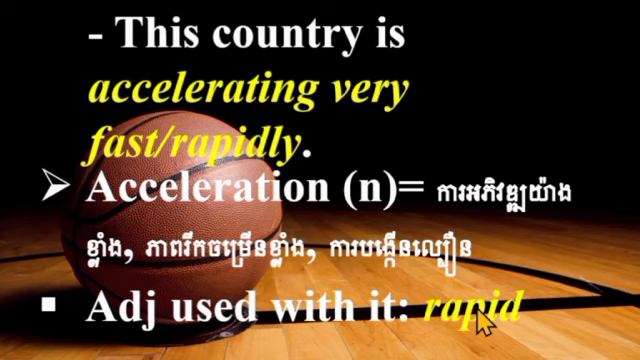 - This country is
accelerating very
fast/rapidly.
➢ Acceleration (n)= ការអភិវឌ្ឍយ៉ាង
ខ្លាំង, ភាពរីកចម្រើនខ្លាំង, ការបង្កើនល្បឿន
▪ Adj used with it: rapid